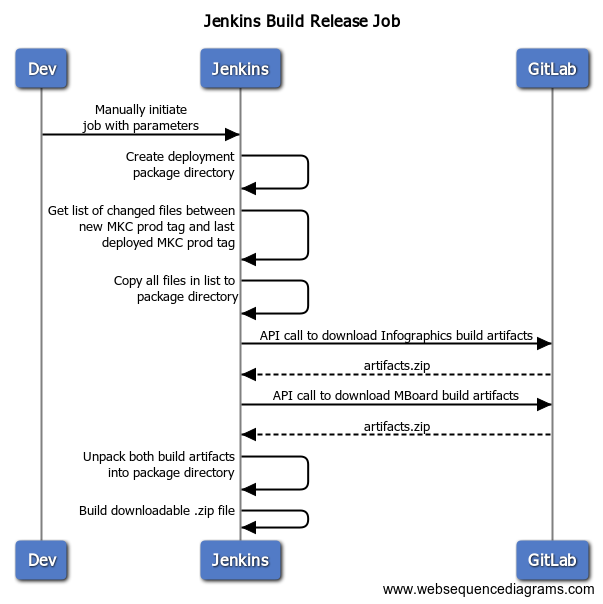 Jenkins Build Release Job
Dev
Jenkins
GitLab
Manually initiate
job with parameters
Create deployment
package directory
Get list of changed files between
new MKC prod tag and last
deployed MKC prod tag
Copy all files in list to
package directory
API call to download Infographics build artifacts
artifacts.zip
API call to download MBoard build artifacts
artifacts.zip
Unpack both build artifacts
into package directory
Build downloadable .zip file
Dev
Jenkins
GitLab
www.websequencediagrams.com